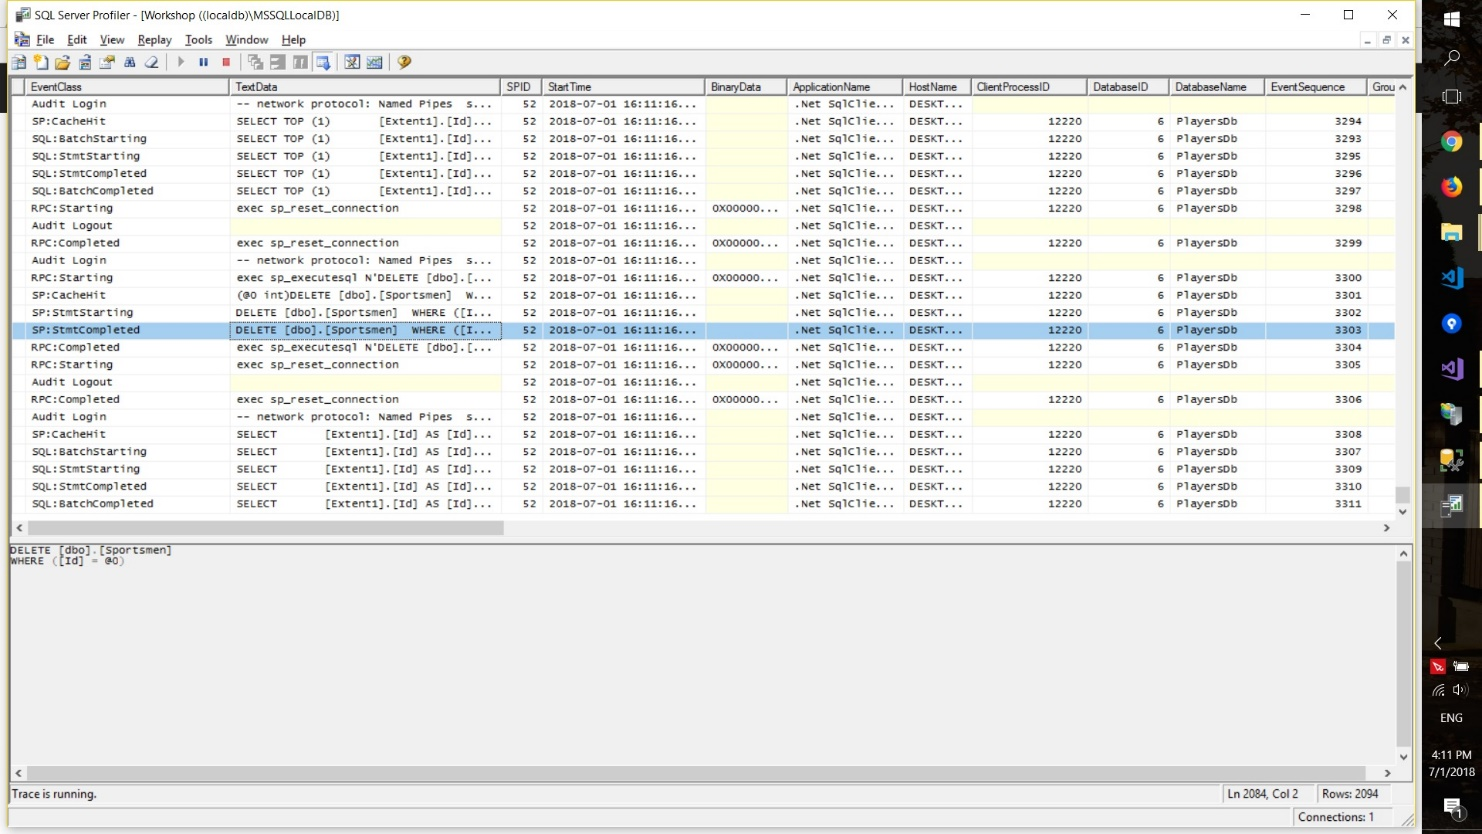 SQL Server Profiler - [Workshop ((localdb)\MSSQLLocalDB)]
File Edit View Replay Tools Window Help
EventClass TextData SPID StartTime BinaryData ApplicationName HostName ClientProcessID DatabaseID DatabaseName EventSequence Grou
Audit Login -- network protocol: Named Pipes s... 52 2018-07-01 16:11:16... .Net SqlClie... DESKT...
SP:CacheHit SELECT TOP (1) [Extent1].[Id]... 52 2018-07-01 16:11:16... .Net SqlClie... DESKT... 12220 6 PlayersDb 3294
SQL:BatchStarting SELECT TOP (1) [Extent1].[Id]... 52 2018-07-01 16:11:16... .Net SqlClie... DESKT... 12220 6 PlayersDb 3293
SQL:StmtStarting SELECT TOP (1) [Extent1].[Id]... 52 2018-07-01 16:11:16... .Net SqlClie... DESKT... 12220 6 PlayersDb 3295
SQL:StmtCompleted SELECT TOP (1) [Extent1].[Id]... 52 2018-07-01 16:11:16... .Net SqlClie... DESKT... 12220 6 PlayersDb 3296
SQL:BatchCompleted SELECT TOP (1) [Extent1].[Id]... 52 2018-07-01 16:11:16... .Net SqlClie... DESKT... 12220 6 PlayersDb 3297
RPC:Starting exec sp_reset_connection 52 2018-07-01 16:11:16... 0X00000... .Net SqlClie... DESKT... 12220 6 PlayersDb 3298
Audit Logout 52 2018-07-01 16:11:16... .Net SqlClie... DESKT...
RPC:Completed exec sp_reset_connection 52 2018-07-01 16:11:16... 0X00000... .Net SqlClie... DESKT... 12220 6 PlayersDb 3299
Audit Login -- network protocol: Named Pipes s... 52 2018-07-01 16:11:16... .Net SqlClie... DESKT...
RPC:Starting exec sp_executesql N'DELETE [dbo].[... 52 2018-07-01 16:11:16... 0X00000... .Net SqlClie... DESKT... 12220 6 PlayersDb 3300
SP:CacheHit (@0 int)DELETE [dbo].[Sportsmen] W... 52 2018-07-01 16:11:16... .Net SqlClie... DESKT... 12220 6 PlayersDb 3301
SP:StmtStarting DELETE [dbo].[Sportsmen] WHERE ([I... 52 2018-07-01 16:11:16... .Net SqlClie... DESKT... 12220 6 PlayersDb 3302
SP:StmtCompleted DELETE [dbo].[Sportsmen] WHERE ([I... 52 2018-07-01 16:11:16... .Net SqlClie... DESKT... 12220 6 PlayersDb 3303
RPC:Completed exec sp_executesql N'DELETE [dbo].[... 52 2018-07-01 16:11:16... 0X00000... .Net SqlClie... DESKT... 12220 6 PlayersDb 3304
RPC:Starting exec sp_reset_connection 52 2018-07-01 16:11:16... 0X00000... .Net SqlClie... DESKT... 12220 6 PlayersDb 3305
Audit Logout 52 2018-07-01 16:11:16... .Net SqlClie... DESKT...
RPC:Completed exec sp_reset_connection 52 2018-07-01 16:11:16... 0X00000... .Net SqlClie... DESKT... 12220 6 PlayersDb 3306
Audit Login -- network protocol: Named Pipes s... 52 2018-07-01 16:11:16... .Net SqlClie... DESKT...
SP:CacheHit SELECT [Extent1].[Id] AS [Id]... 52 2018-07-01 16:11:16... .Net SqlClie... DESKT... 12220 6 PlayersDb 3308
SQL:BatchStarting SELECT [Extent1].[Id] AS [Id]... 52 2018-07-01 16:11:16... .Net SqlClie... DESKT... 12220 6 PlayersDb 3307
SQL:StmtStarting SELECT [Extent1].[Id] AS [Id]... 52 2018-07-01 16:11:16... .Net SqlClie... DESKT... 12220 6 PlayersDb 3309
SQL:StmtCompleted SELECT [Extent1].[Id] AS [Id]... 52 2018-07-01 16:11:16... .Net SqlClie... DESKT... 12220 6 PlayersDb 3310
SQL:BatchCompleted SELECT [Extent1].[Id] AS [Id]... 52 2018-07-01 16:11:16... .Net SqlClie... DESKT... 12220 6 PlayersDb 3311
DELETE [dbo].[Sportsmen]
WHERE ([Id] = @0)
Trace is running. Ln 2084, Col 2 Rows: 2094
Connections: 1
ENG
4:11 PM
7/1/2018
1